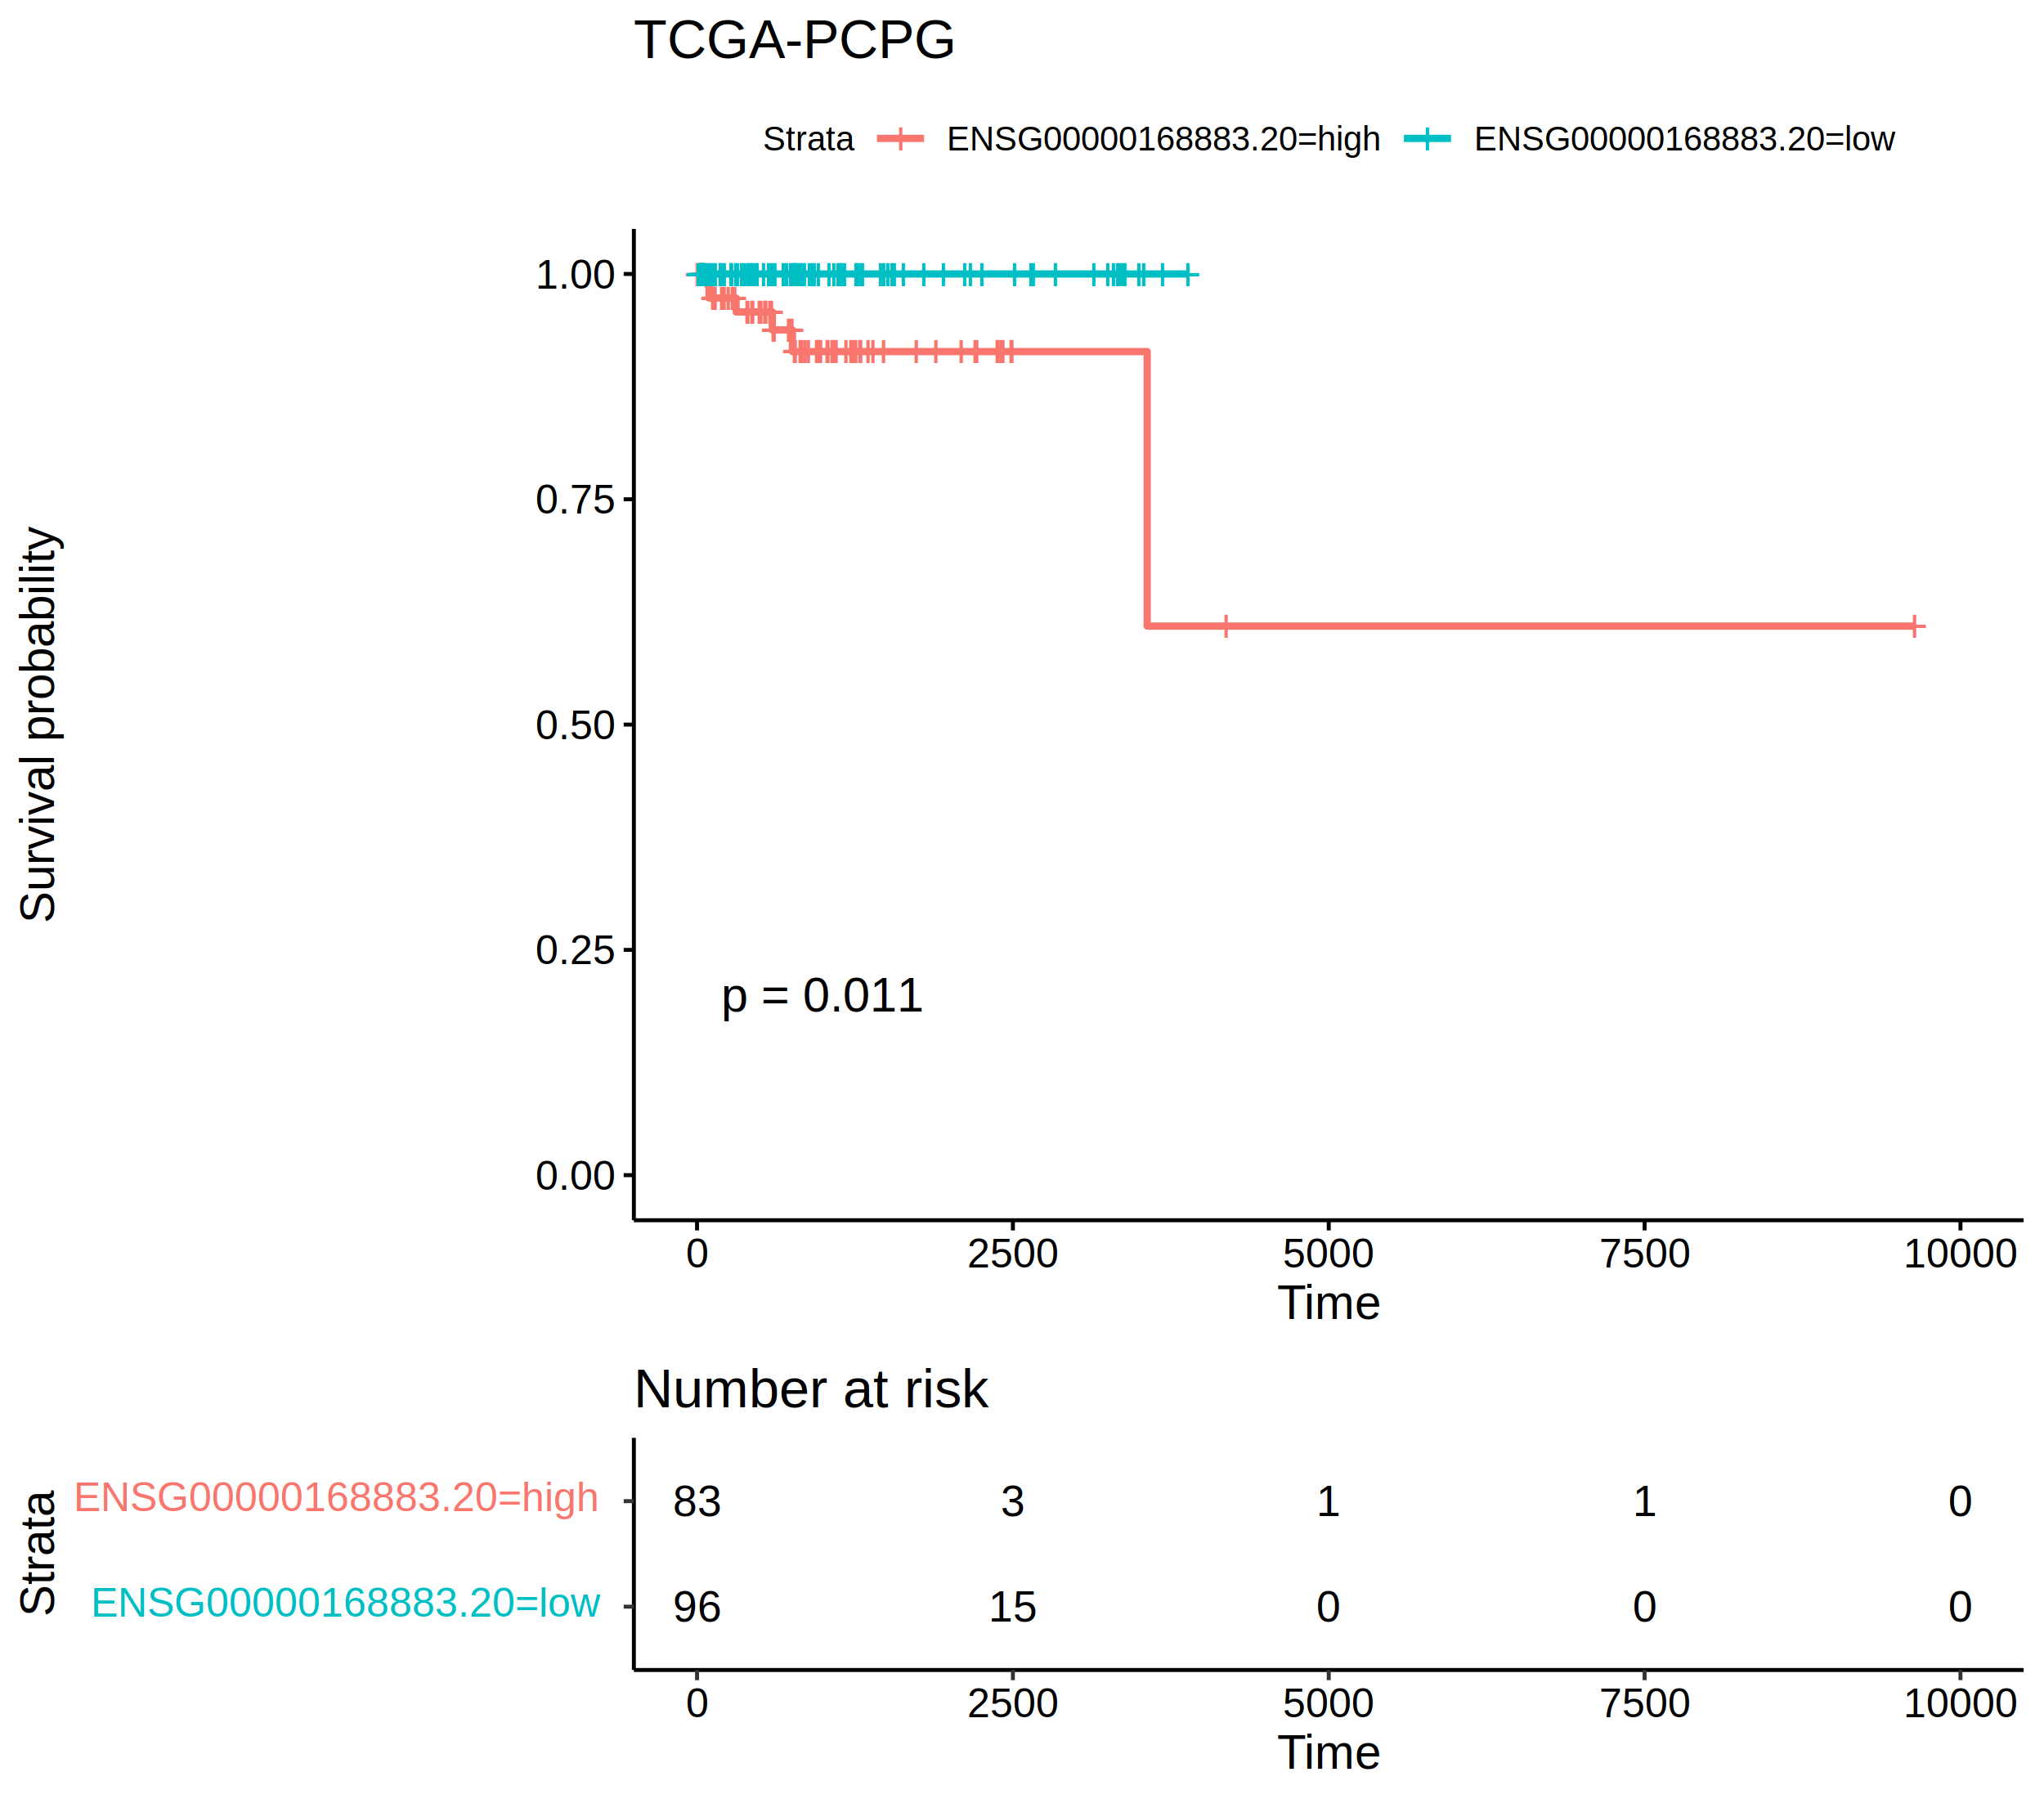 TCGA-PCPG
Strata ENSG00000168883.20=high ENSG00000168883.20=low
Survival probability
1.00
0.75
0.50
0.25
0.00
p = 0.011
0 2500 5000 7500 10000
Time
Number at risk
Strata
ENSG00000168883.20=high 83 3 1 1 0
ENSG00000168883.20=low 96 15 0 0 0
0 2500 5000 7500 10000
Time